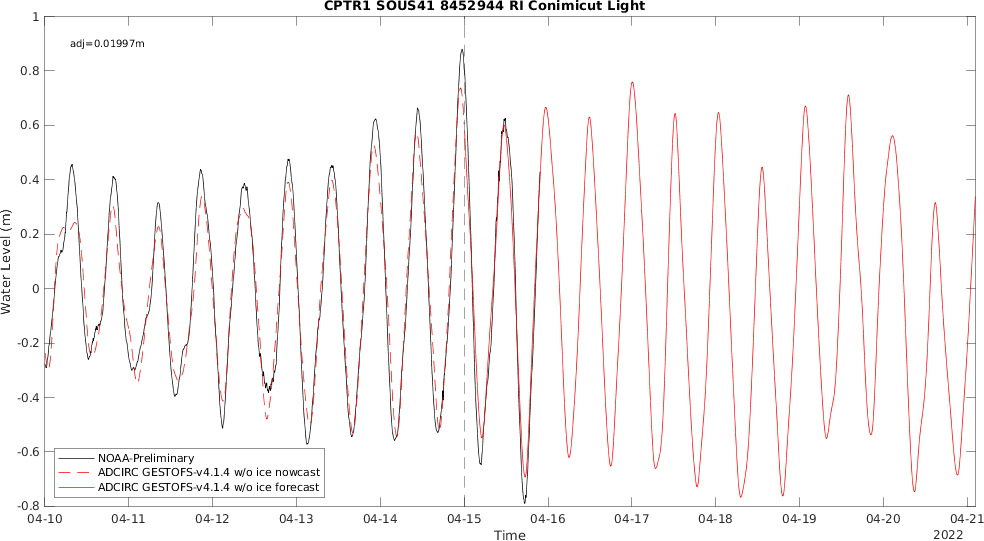 CPTR1 SOUS41 8452944 RI Conimicut Light
adj=0.01997m
1
0.8
0.6
0.4
0.2
0
-0.2
-0.4
-0.6
-0.8
Water Level (m)
NOAA-Preliminary
ADCIRC GESTOFS-v4.1.4 w/o ice nowcast
ADCIRC GESTOFS-v4.1.4 w/o ice forecast
04-10 04-11 04-12 04-13 04-14 04-15 04-16 04-17 04-18 04-19 04-20 04-21
Time
2022